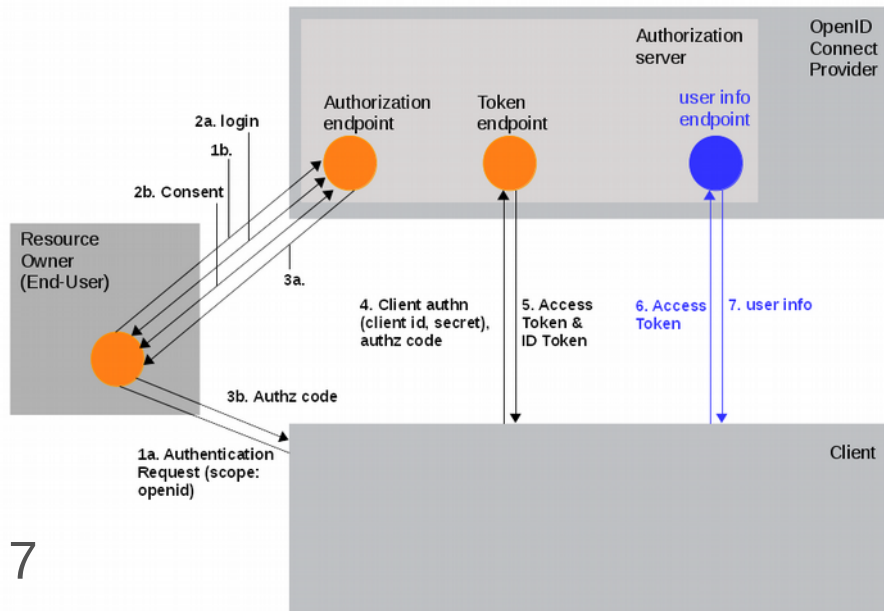 OpenID
Connect
Provider
Authorization
server
Authorization
endpoint
Token
endpoint
user info
endpoint
2a. login
1b.
2b. Consent
Resource
Owner
(End-User)
3a.
4. Client authn
(client id, secret),
authz code
5. Access
Token &
ID Token
6. Access
Token
7. user info
3b. Authz code
1a. Authentication
Request (scope:
openid)
Client
7